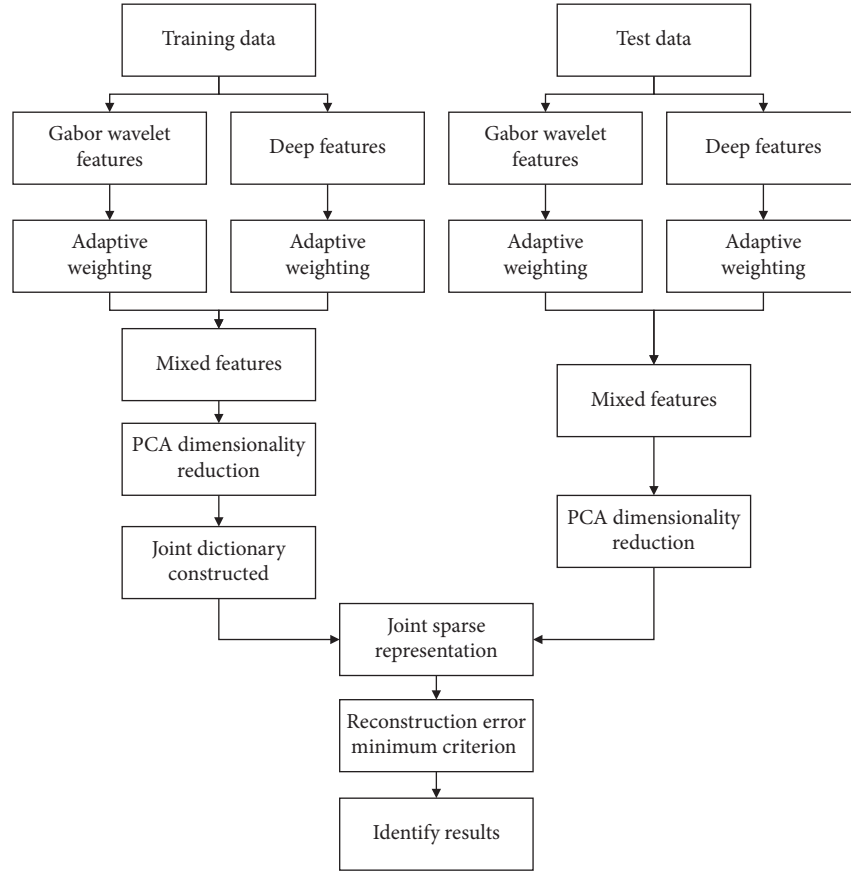 Training data
Test data
Gabor wavelet
features
Deep features
Gabor wavelet
features
Deep features
Adaptive
weighting
Adaptive
weighting
Adaptive
weighting
Adaptive
weighting
Mixed features
Mixed features
PCA dimensionality
reduction
PCA dimensionality
reduction
Joint dictionary
constructed
Joint sparse
representation
Reconstruction error
minimum criterion
Identify results